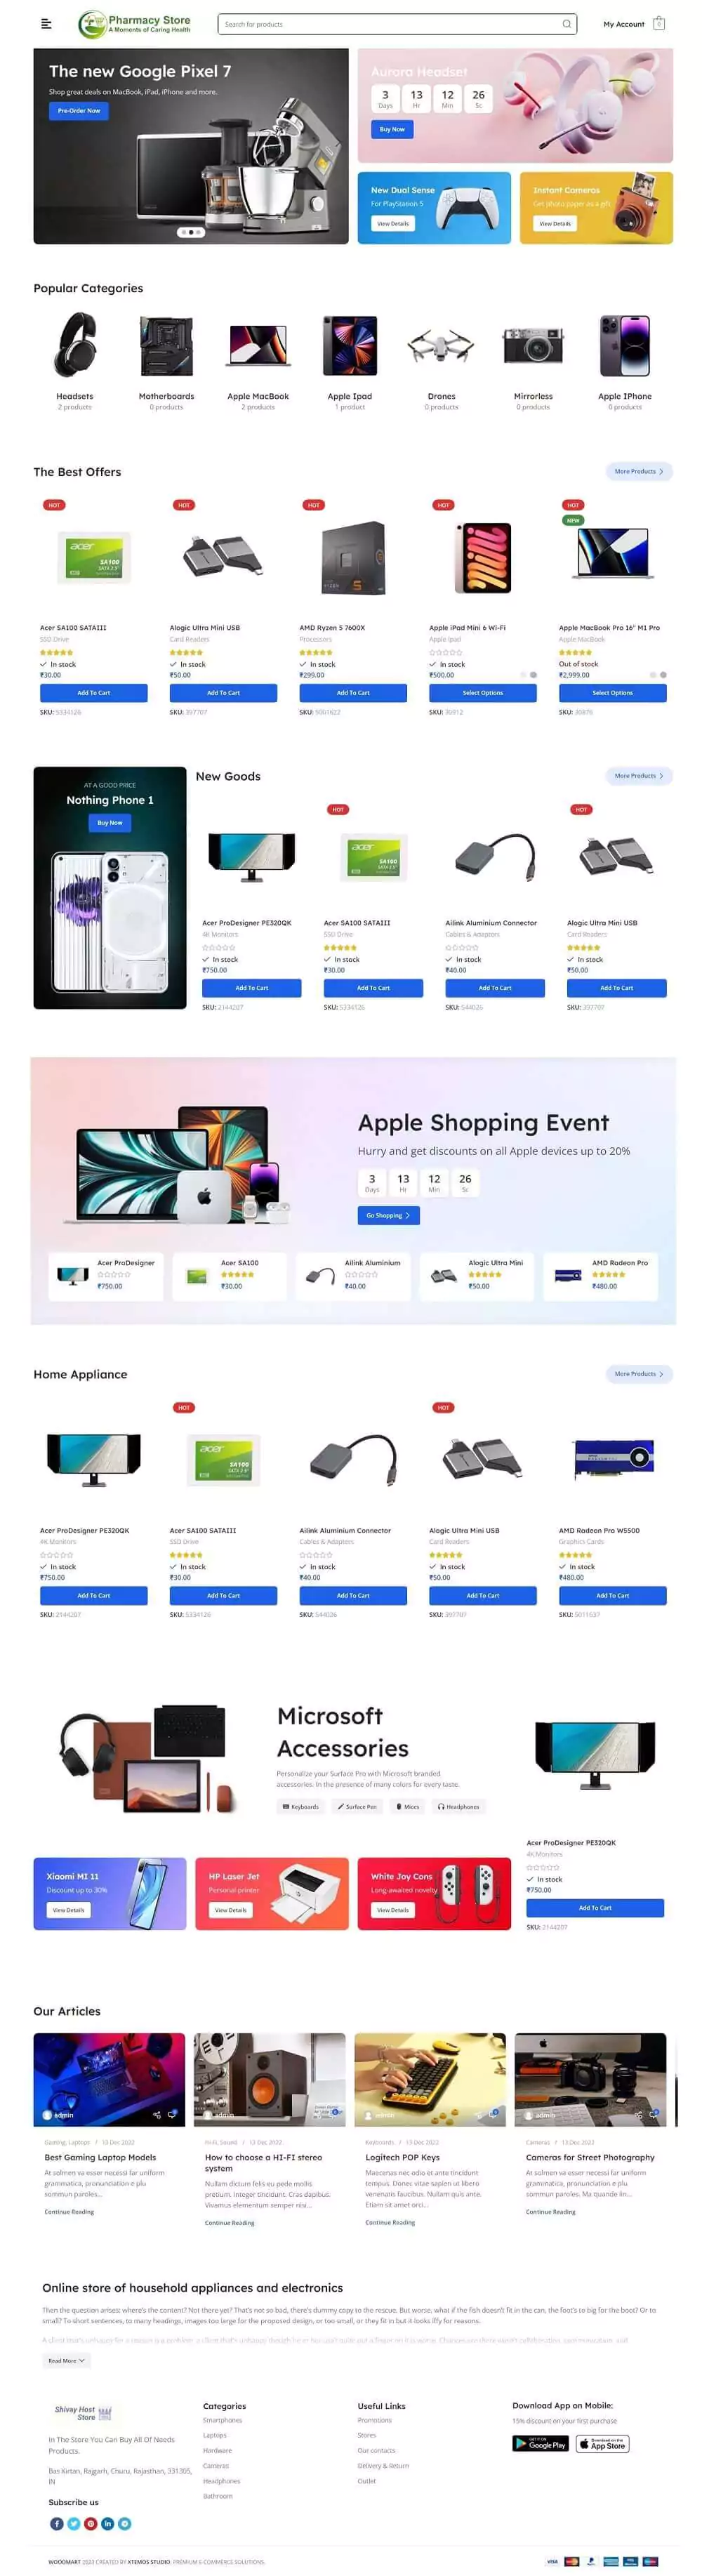 Pharmacy Store
A Moments of Caring Health
Search for products
My Account
0
The new Google Pixel 7
Shop great deals on MacBook, iPad, iPhone and more.
Pre-Order Now
Aurora Headset
3 13 12 26
Days Hr Min Sc
Buy Now
New Dual Sense
For PlayStation 5
View Details
Instant Cameras
Get photo paper as a gift
View Details
Popular Categories
Headsets
2 products
Motherboards
0 products
Apple MacBook
2 products
Apple Ipad
1 product
Drones
0 products
Mirrorless
0 products
Apple IPhone
0 products
The Best Offers
More Products
HOT
HOT
HOT
HOT
HOT
NEW
acer
SA100
SATA 2.5"
Acer SA100 SATAIII
SSD Drive
In stock
₹30.00
Add To Cart
SKU: 5334126
Alogic Ultra Mini USB
Card Readers
In stock
₹50.00
Add To Cart
SKU: 397707
AMD Ryzen 5 7600X
Processors
In stock
₹299.00
Add To Cart
SKU: 5001822
Apple iPad Mini 6 Wi-Fi
Apple Ipad
In stock
₹500.00
Select Options
SKU: 30912
Apple MacBook Pro 16" M1 Pro
Apple MacBook
Out of stock
₹2,999.00
Select Options
SKU:
AT A GOOD PRICE
Nothing Phone 1
Buy Now
New Goods
More Products
HOT
HOT
SA100
SATA 2.5"
Acer ProDesigner PE320QK
4K Monitors
In stock
₹750.00
Add To Cart
SKU: 2144207
Acer SA100 SATAIII
SSD Drive
In stock
₹30.00
Add To Cart
SKU: 5334126
Ailink Aluminium Connector
Cables & Adapters
In stock
₹40.00
Add To Cart
SKU: 544026
Alogic Ultra Mini USB
Card Readers
In stock
₹50.00
Add To Cart
SKU: 397707
Apple Shopping Event
Hurry and get discounts on all Apple devices up to 20%
3 13 12 26
Days Hr Min Sc
Go Shopping
Acer ProDesigner
₹750.00
Acer SA100
₹30.00
Ailink Aluminium
₹40.00
Alogic Ultra Mini
₹50.00
AMD Radeon Pro
₹480.00
Home Appliance
More Products
HOT
HOT
acer
SA100
SATA 2.5"
Acer ProDesigner PE320QK
4K Monitors
In stock
₹750.00
Add To Cart
SKU: 2144207
Acer SA100 SATAIII
SSD Drive
In stock
₹30.00
Add To Cart
SKU: 5334126
Ailink Aluminium Connector
Cables & Adapters
In stock
₹40.00
Add To Cart
SKU: 544026
Alogic Ultra Mini USB
Card Readers
In stock
₹50.00
Add To Cart
SKU: 397707
AMD Radeon Pro W5500
Graphics Cards
In stock
₹480.00
Add To Cart
SKU: 5011637
Microsoft
Accessories
Personalize your Surface Pro with Microsoft branded
accessories. In the presence of many colors for every taste.
Keyboards
Surface Pen
Mices
Headphones
Xiaomi MI 11
Discount up to 30%
View Details
HP Laser Jet
Personal printer
View Details
White Joy Cons
Long-awaited novelty
View Details
Acer ProDesigner PE320QK
4K Monitors
In stock
₹750.00
Add To Cart
SKU: 2144207
Our Articles
admin
Gaming, Laptops / 13 Dec 2022
Best Gaming Laptop Models
At solmen va esser necessi far uniform
grammatica, pronunciation e plu
sommun paroles...
Continue Reading
admin
Hi-Fi, Sound / 13 Dec 2022
How to choose a HI-FI stereo
system
Nullam dictum felis eu pede mollis
pretium. Integer tincidunt. Cras dapibus.
Vivamus elementum semper nisi...
Continue Reading
admin
Keyboards / 13 Dec 2022
Logitech POP Keys
Maecenas nec odio et ante tincidunt
tempus. Donec vitae sapien ut libero
venenatis faucibus. Nullam quis ante.
Etiam sit amet orci...
Continue Reading
admin
Cameras / 13 Dec 2022
Cameras for Street Photography
At solmen va esser necessi far uniform
grammatica, pronunciation e plu
sommun paroles. Ma quande lin...
Continue Reading
Online store of household appliances and electronics
Then the question arises: where's the content? Not there yet? That's not so bad, there's dummy copy to the rescue. But worse, what if the fish doesn't fit in the can, the foot's to big for the boot? Or to
small? To short sentences, to many headings, images too large for the proposed design, or too small, or they fit in but it looks iffy for reasons.
Read More
Shivay Host
Store
In The Store You Can Buy All Of Needs
Products.
Bas Kirtan, Rajgarh, Churu, Rajasthan, 331305,
IN
Subscribe us
Categories
Smartphones
Laptops
Hardware
Cameras
Headphones
Bathroom
Useful Links
Promotions
Stores
Our contacts
Delivery & Return
Outlet
Download App on Mobile:
15% discount on your first purchase
GET IT ON
Google Play
Download on the
App Store
WOODMART 2023 CREATED BY XTEMOS STUDIO. PREMIUM E-COMMERCE SOLUTIONS.
VISA